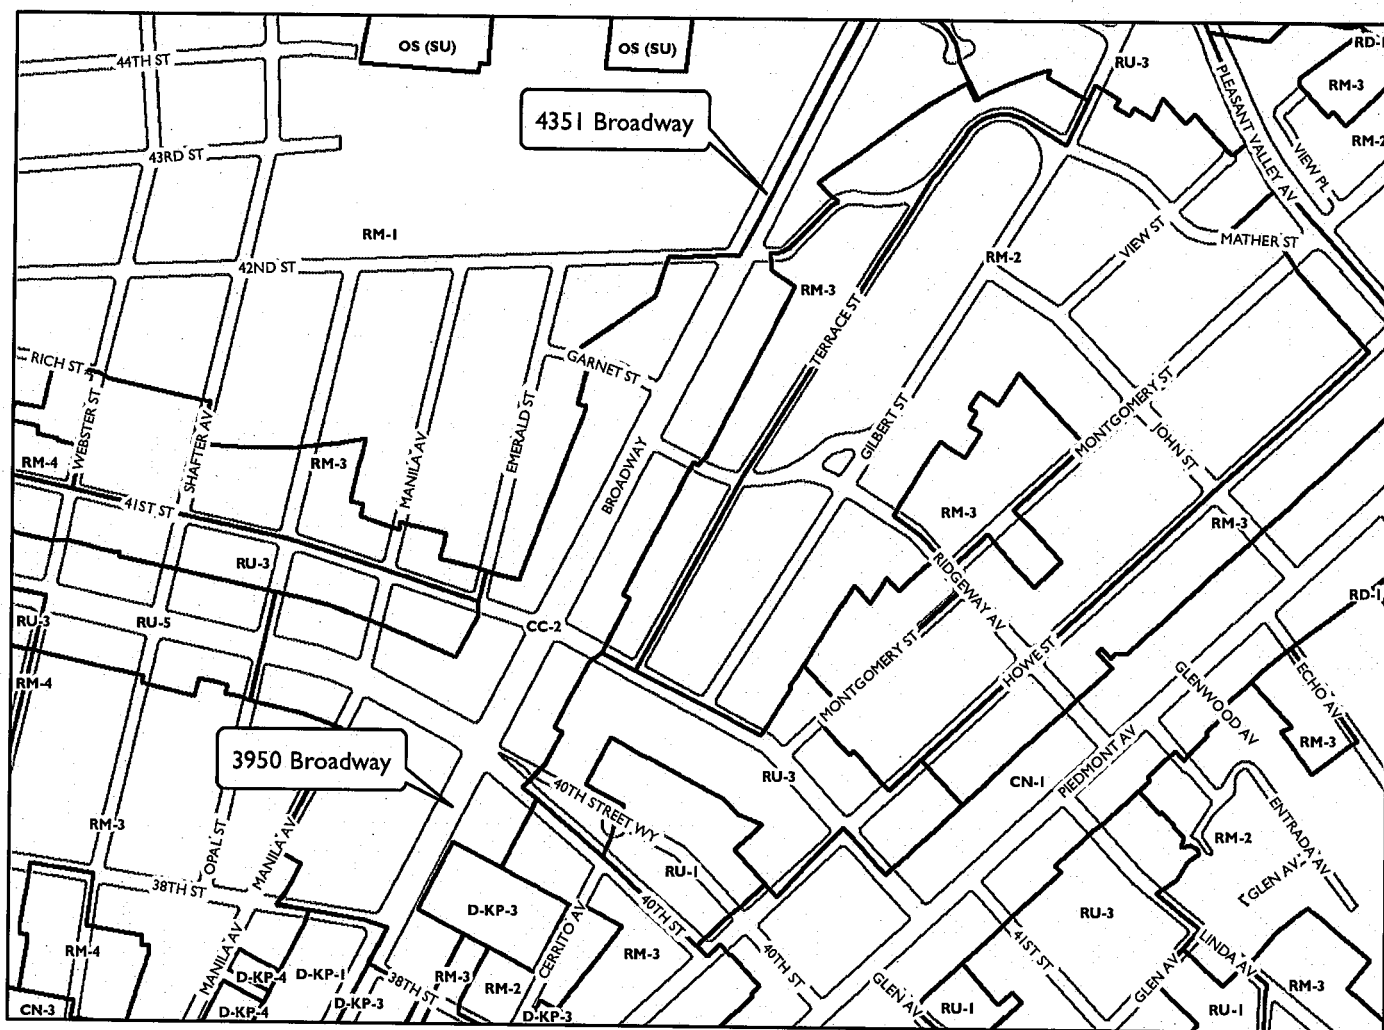 OS (SU)
OS (SU)
44TH ST
RU-3
RD-1
PLEASANT VALLEY AV
RM-3
4351 Broadway
RM-2
43RD ST
VIEW PL
RM-1
VIEW ST
MATHER ST
42ND ST
RM-2
RM-3
TERRACE ST
RICH ST
GARNET ST
WEBSTER ST
SHAFTER AV
EMERALD ST
GILBERT ST
MONTGOMERY ST
JOHN ST
RM-4
RM-3
MANILA AV
BROADWAY
41ST ST
RM-3
RM-3
RU-3
RIDGEWAY AV
RD-1
RU-3
RU-5
CC-2
RM-4
MONTGOMERY ST
HOWE ST
GLENWOOD AV
ECHO AV
3950 Broadway
RM-3
PIEDMONT AV
RU-3
CN-1
40TH STREET WY
ENTRADA AV
RM-3
OPAL ST
MANILA AV
RM-2
RU-1
GLEN AV
38TH ST
D-KP-3
40TH ST
RU-3
RM-4
MANILA AV
D-KP-4
D-KP-1
CERRITO AV
RM-3
40TH ST
41ST ST
LINDA AV
38TH ST
RM-3
RM-2
GLEN AV
GLEN AV
RM-3
CN-3
D-KP-4
D-KP-3
D-KP-3
RU-1
RU-1